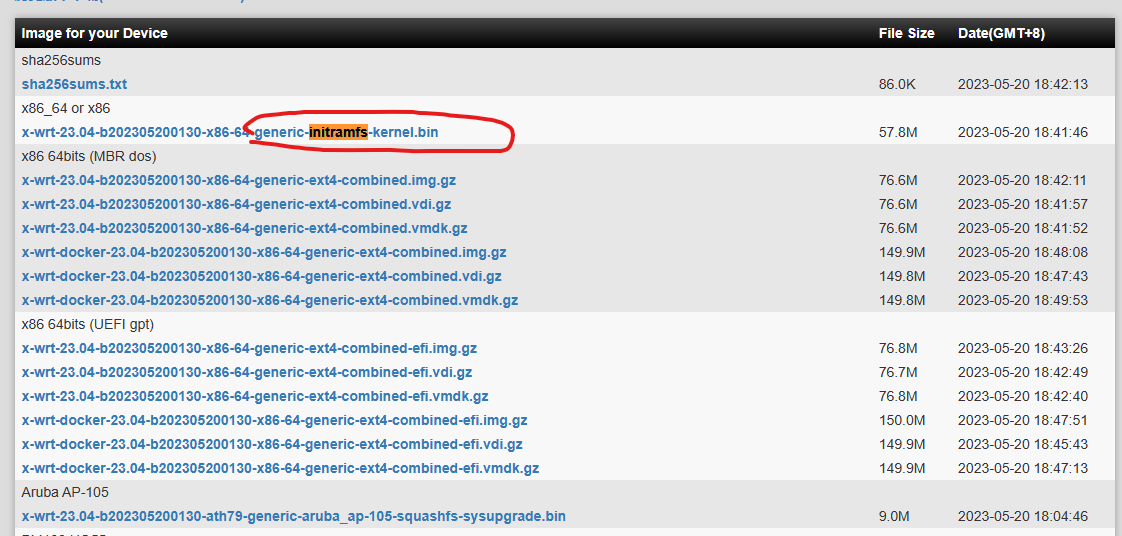 Image for your Device File Size Date(GMT+8)
sha256sums
sha256sums.txt 86.0K 2023-05-20 18:42:13
x86_64 or x86
x-wrt-23.04-b202305200130-x86-64-generic-initramfs-kernel.bin 57.8M 2023-05-20 18:41:46
x86 64bits (MBR dos)
x-wrt-23.04-b202305200130-x86-64-generic-ext4-combined.img.gz 76.6M 2023-05-20 18:42:11
x-wrt-23.04-b202305200130-x86-64-generic-ext4-combined.vdi.gz 76.6M 2023-05-20 18:41:57
x-wrt-23.04-b202305200130-x86-64-generic-ext4-combined.vmdk.gz 76.6M 2023-05-20 18:41:52
x-wrt-docker-23.04-b202305200130-x86-64-generic-ext4-combined.img.gz 149.9M 2023-05-20 18:48:08
x-wrt-docker-23.04-b202305200130-x86-64-generic-ext4-combined.vdi.gz 149.8M 2023-05-20 18:47:43
x-wrt-docker-23.04-b202305200130-x86-64-generic-ext4-combined.vmdk.gz 149.8M 2023-05-20 18:49:53
x86 64bits (UEFI gpt)
x-wrt-23.04-b202305200130-x86-64-generic-ext4-combined-efi.img.gz 76.8M 2023-05-20 18:43:26
x-wrt-23.04-b202305200130-x86-64-generic-ext4-combined-efi.vdi.gz 76.7M 2023-05-20 18:42:49
x-wrt-23.04-b202305200130-x86-64-generic-ext4-combined-efi.vmdk.gz 76.8M 2023-05-20 18:42:40
x-wrt-docker-23.04-b202305200130-x86-64-generic-ext4-combined-efi.img.gz 150.0M 2023-05-20 18:47:51
x-wrt-docker-23.04-b202305200130-x86-64-generic-ext4-combined-efi.vdi.gz 149.9M 2023-05-20 18:45:43
x-wrt-docker-23.04-b202305200130-x86-64-generic-ext4-combined-efi.vmdk.gz 149.9M 2023-05-20 18:47:13
Aruba AP-105
x-wrt-23.04-b202305200130-ath79-generic-aruba_ap-105-squashfs-sysupgrade.bin 9.0M 2023-05-20 18:04:46